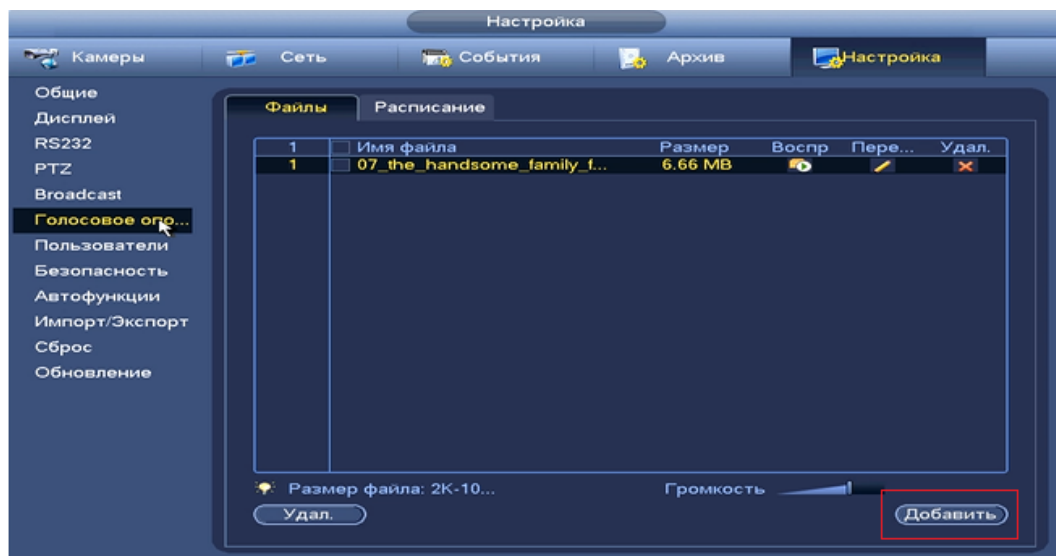 Настройка
Камеры Сеть События Архив Настройка
Общие
Дисплей
RS232
PTZ
Broadcast
Голосовое опо...
Пользователи
Безопасность
Автофункции
Импорт/Экспорт
Сброс
Обновление
Файлы Расписание
1 Имя файла Размер Воспр Пере... Удал.
1 07_the_handsome_family_f... 6.66 MB
Размер файла: 2K-10... Громкость
Удал. Добавить